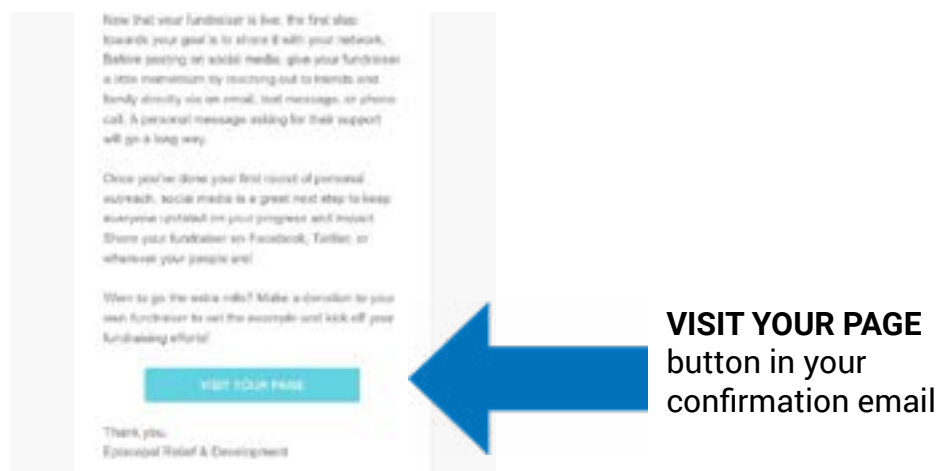 Now that your fundraiser is live, the first step
towards your goal is to share it with your network.
Before posting on social media, give your fundraiser
a little momentum by reaching out to friends and
family directly via an email, text message, or phone
call. A personal message asking for their support
will go a long way.
Once you've done your first round of personal
outreach, social media is a great next step to keep
everyone updated on your progress and impact.
Share your fundraiser on Facebook, Twitter, or
wherever your people are!
Want to go the extra mile? Make a donation to your
own fundraiser to set the example and kick off your
fundraising efforts!
VISIT YOUR PAGE
Thank you,
Episcopal Relief & Development
VISIT YOUR PAGE
button in your
confirmation email